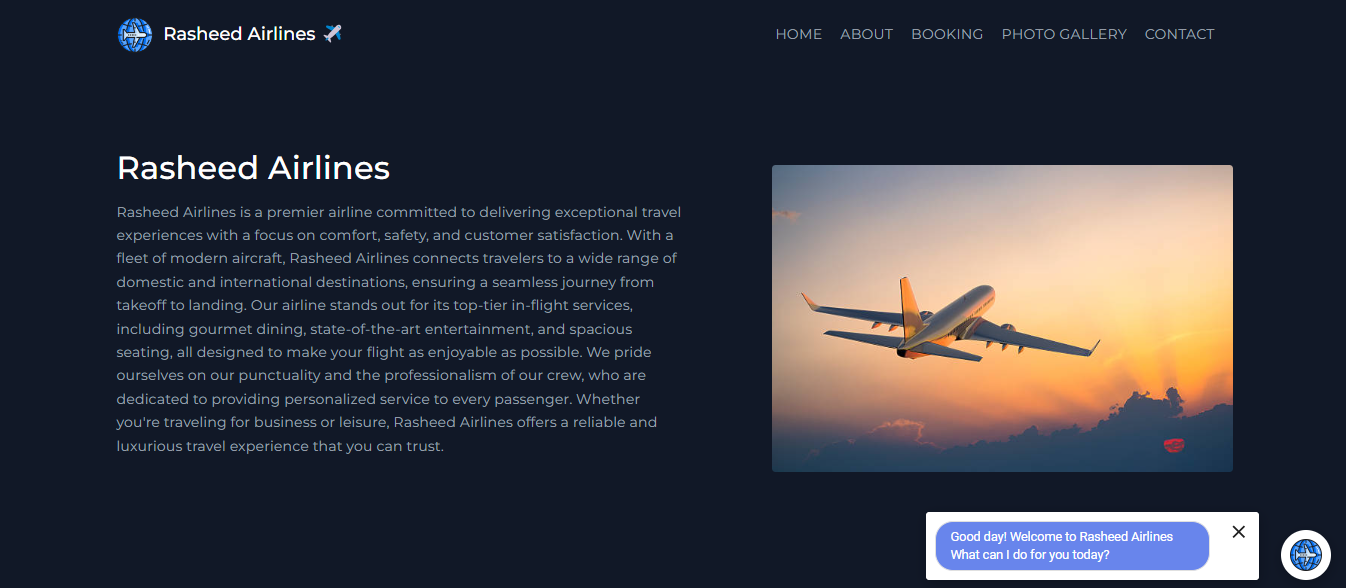 Rasheed Airlines ✈️
HOME ABOUT BOOKING PHOTO GALLERY CONTACT
Rasheed Airlines
Rasheed Airlines is a premier airline committed to delivering exceptional travel
experiences with a focus on comfort, safety, and customer satisfaction. With a
fleet of modern aircraft, Rasheed Airlines connects travelers to a wide range of
domestic and international destinations, ensuring a seamless journey from
takeoff to landing. Our airline stands out for its top-tier in-flight services,
including gourmet dining, state-of-the-art entertainment, and spacious
seating, all designed to make your flight as enjoyable as possible. We pride
ourselves on our punctuality and the professionalism of our crew, who are
dedicated to providing personalized service to every passenger. Whether
you're traveling for business or leisure, Rasheed Airlines offers a reliable and
luxurious travel experience that you can trust.
Good day! Welcome to Rasheed Airlines
What can I do for you today?